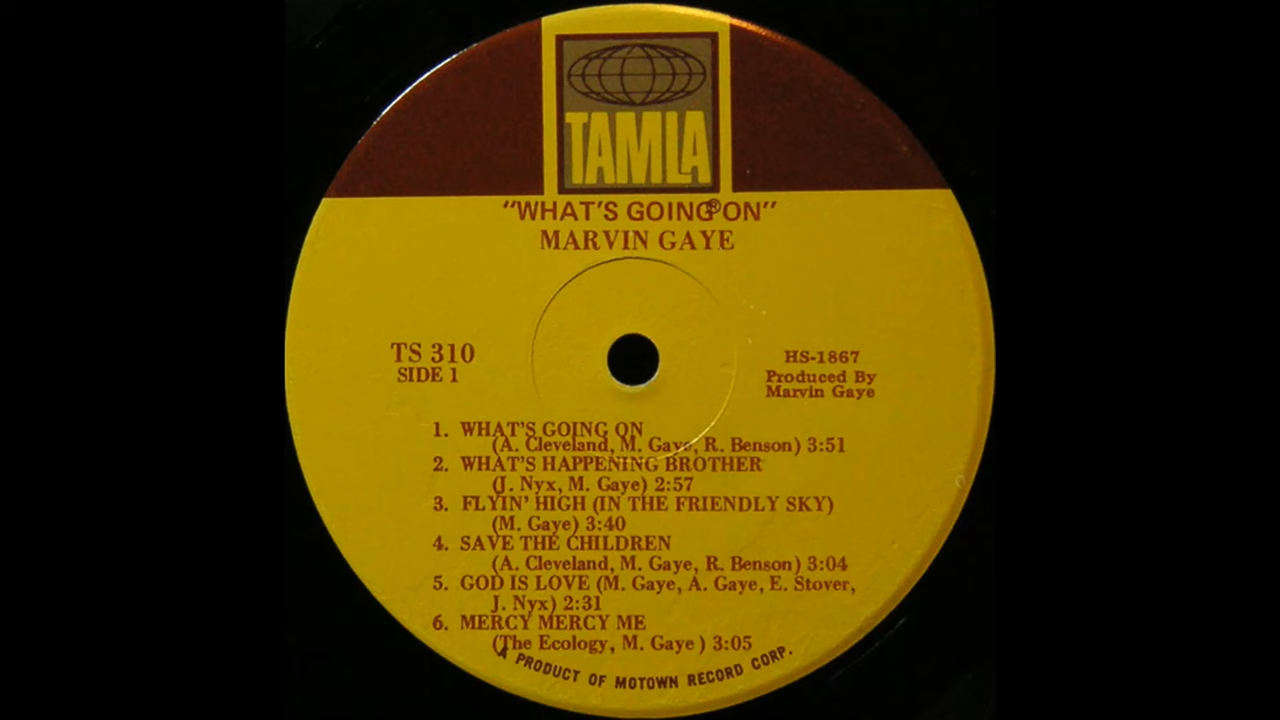 TAMLA
®
"WHAT'S GOING ON"
MARVIN GAYE
TS 310
SIDE 1
HS-1867
Produced By
Marvin Gaye
1. WHAT'S GOING ON
(A. Cleveland, M. Gaye, R. Benson) 3:51
2. WHAT'S HAPPENING BROTHER
(J. Nyx, M. Gaye) 2:57
3. FLYIN' HIGH (IN THE FRIENDLY SKY)
(M. Gaye) 3:40
4. SAVE THE CHILDREN
(A. Cleveland, M. Gaye, R. Benson) 3:04
5. GOD IS LOVE (M. Gaye, A. Gaye, E. Stover,
J. Nyx) 2:31
6. MERCY MERCY ME
(The Ecology, M. Gaye ) 3:05
A PRODUCT OF MOTOWN RECORD CORP.